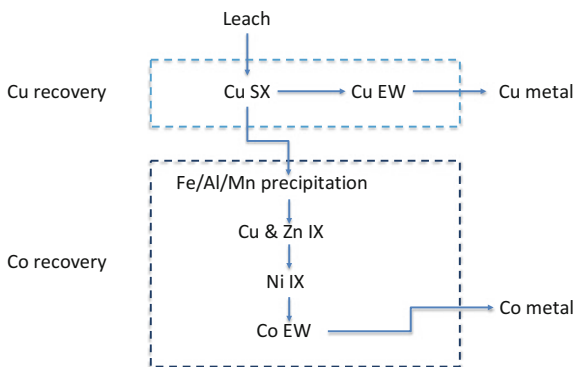 Leach
Cu recovery
Cu SX
Cu EW
Cu metal
Fe/Al/Mn precipitation
Cu & Zn IX
Co recovery
Ni IX
Co EW
Co metal